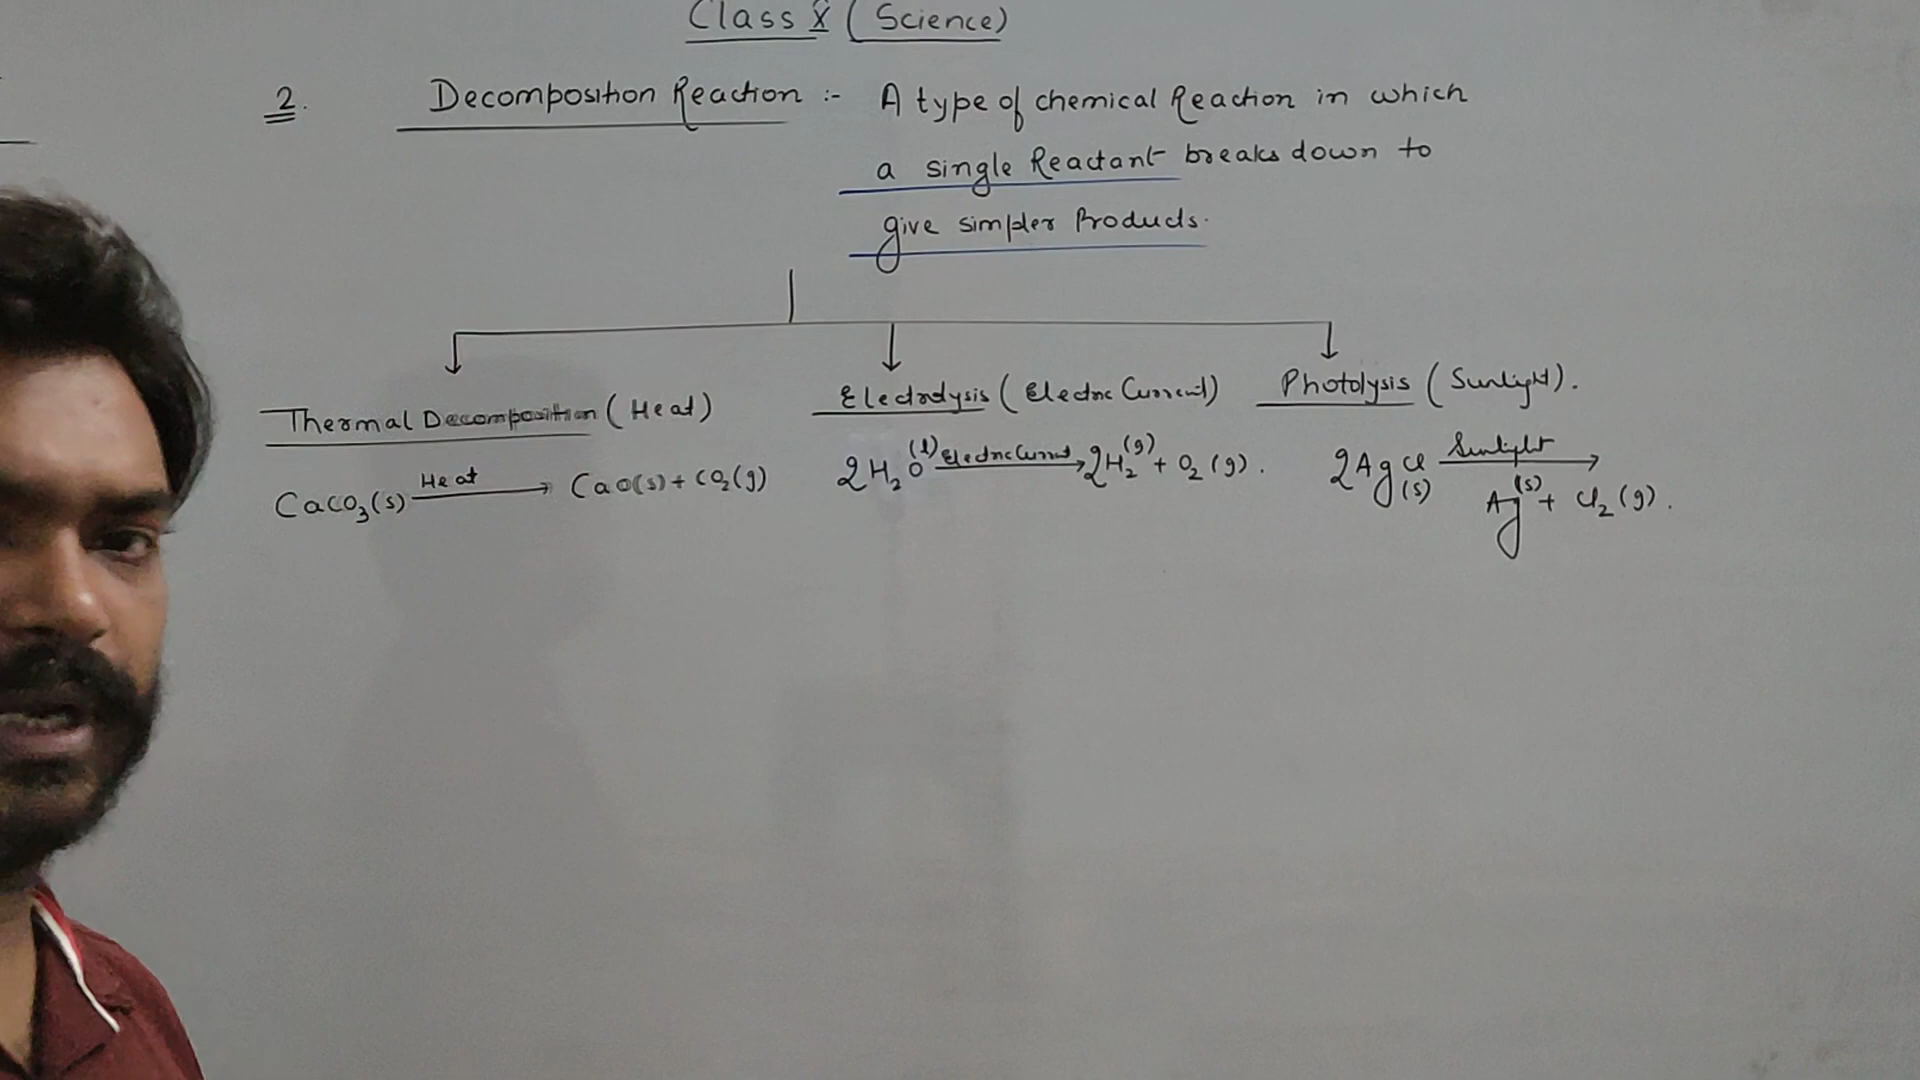 Class X (Science)
2. Decomposition Reaction :- A type of chemical Reaction in which
a single Reactant breaks down to
give simpler Products.
Thermal Decomposition (Heat)
CaCO₃(s) Heat → CaO(s) + CO₂(g)
Electrolysis (Electric Current)
2H₂O(l) Electric Current → 2H₂(g) + O₂(g).
Photolysis (Sunlight).
2AgCl(s) Sunlight →
Ag(s) + Cl₂(g).